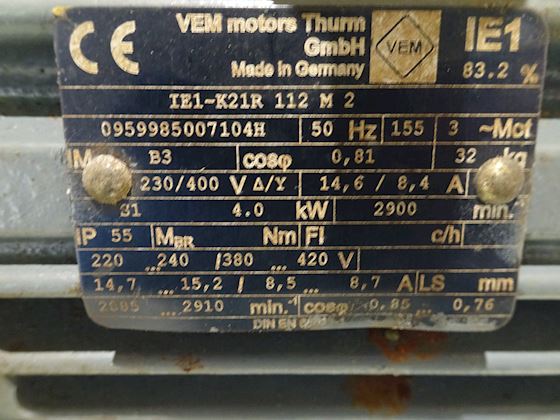 CE VEM motors Thurm GmbH VEM IE1
Made in Germany 83.2 %
IE1-K21R 112 M 2
0959985007104H 50 Hz 155 3 ~Mot
IM B3 cosφ 0,81 32 kg
230/400 V Δ/Y 14,6 / 8,4 A
S1 4.0 kW 2900 min.
IP 55 MBR Nm FI c/h
220 ...240 /380 ... 420 V
14,7 ... 15,2 / 8,5 ... 8,7 A LS mm
2885 ... 2910 min.-1 cosφ 0,85 ... 0,76
DIN EN